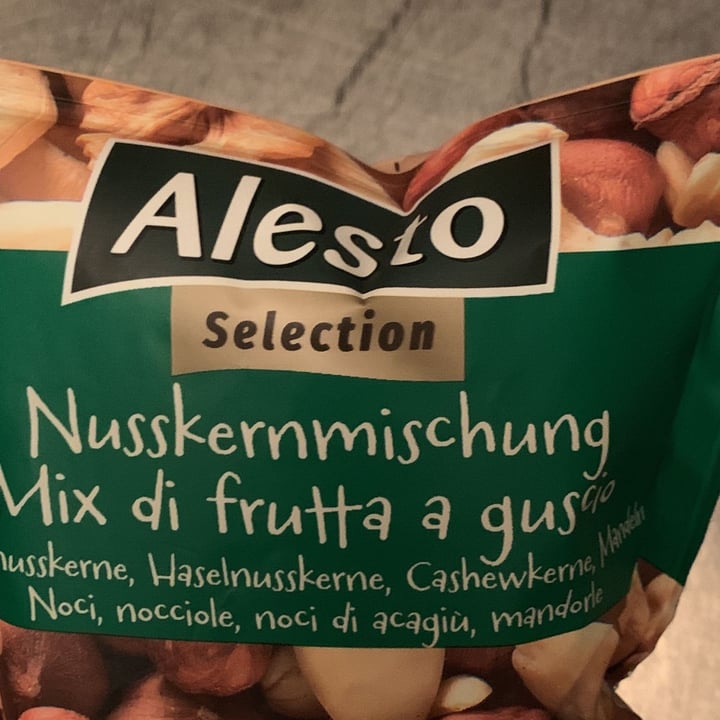 Alesto
Selection
Nusskernmischung
Mix di frutta a guscio
nusskerne, Haselnusskerne, Cashewkerne, Mandeln
Noci, nocciole, noci di acagiù, mandorle